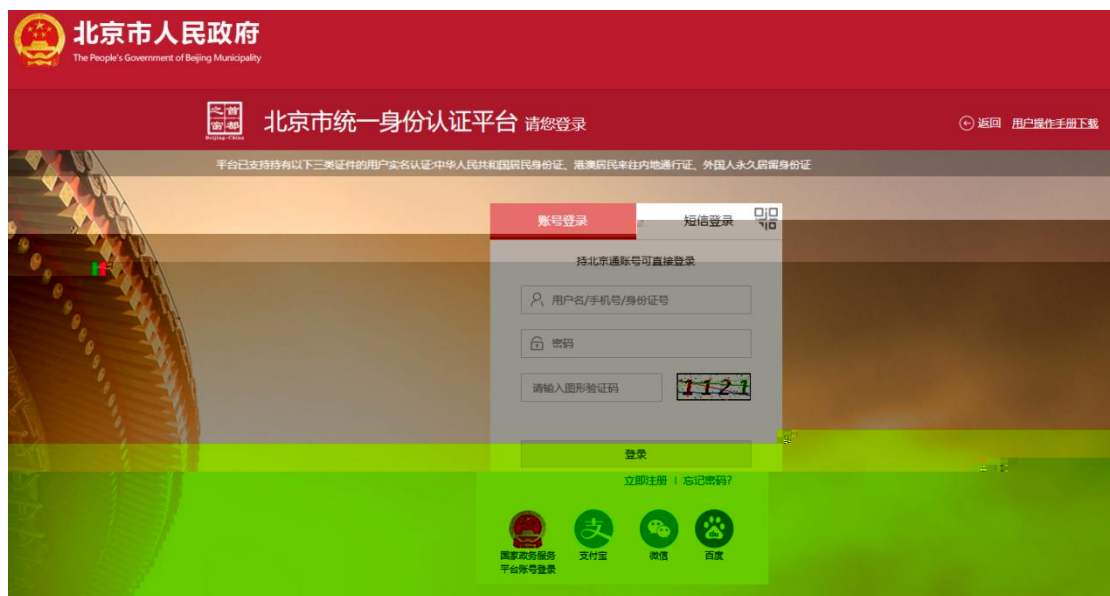 北京市人民政府
The People's Government of Beijing Municipality
首都之窗
Beijing-China
北京市统一身份认证平台 请您登录
返回 用户操作手册下载
平台已支持持有以下三类证件的用户实名认证:中华人民共和国居民身份证、港澳居民来往内地通行证、外国人永久居留身份证
账号登录 短信登录
持北京通账号可直接登录
用户名/手机号/身份证号
密码
请输入图形验证码 1121
登录
立即注册 | 忘记密码?
国家政务服务 支付宝 微信 百度
平台账号登录